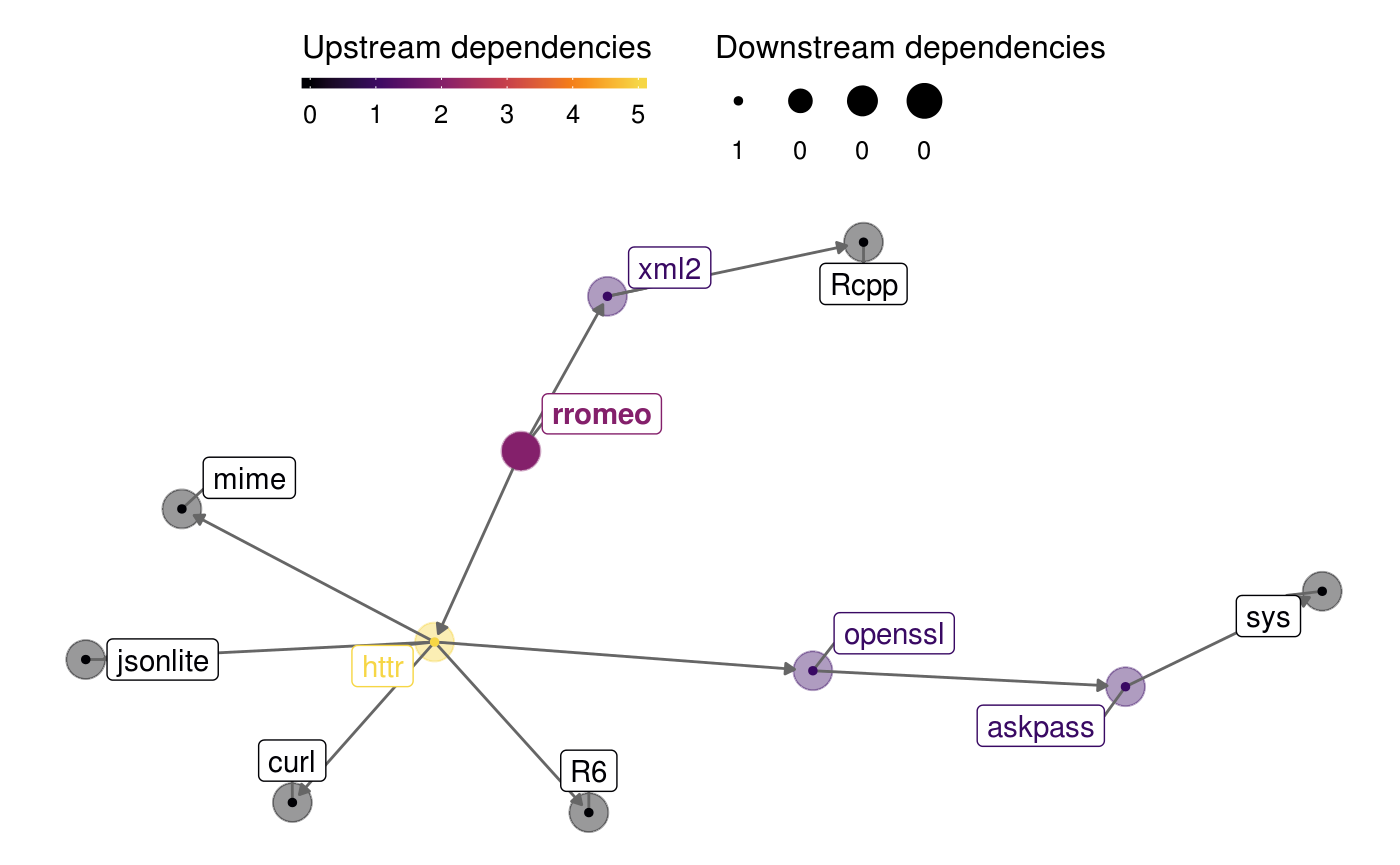 Upstream dependencies
0 1 2 3 4 5
Downstream dependencies
1 0 0 0
xml2
Rcpp
rromeo
mime
sys
openssl
jsonlite
httr
askpass
curl
R6